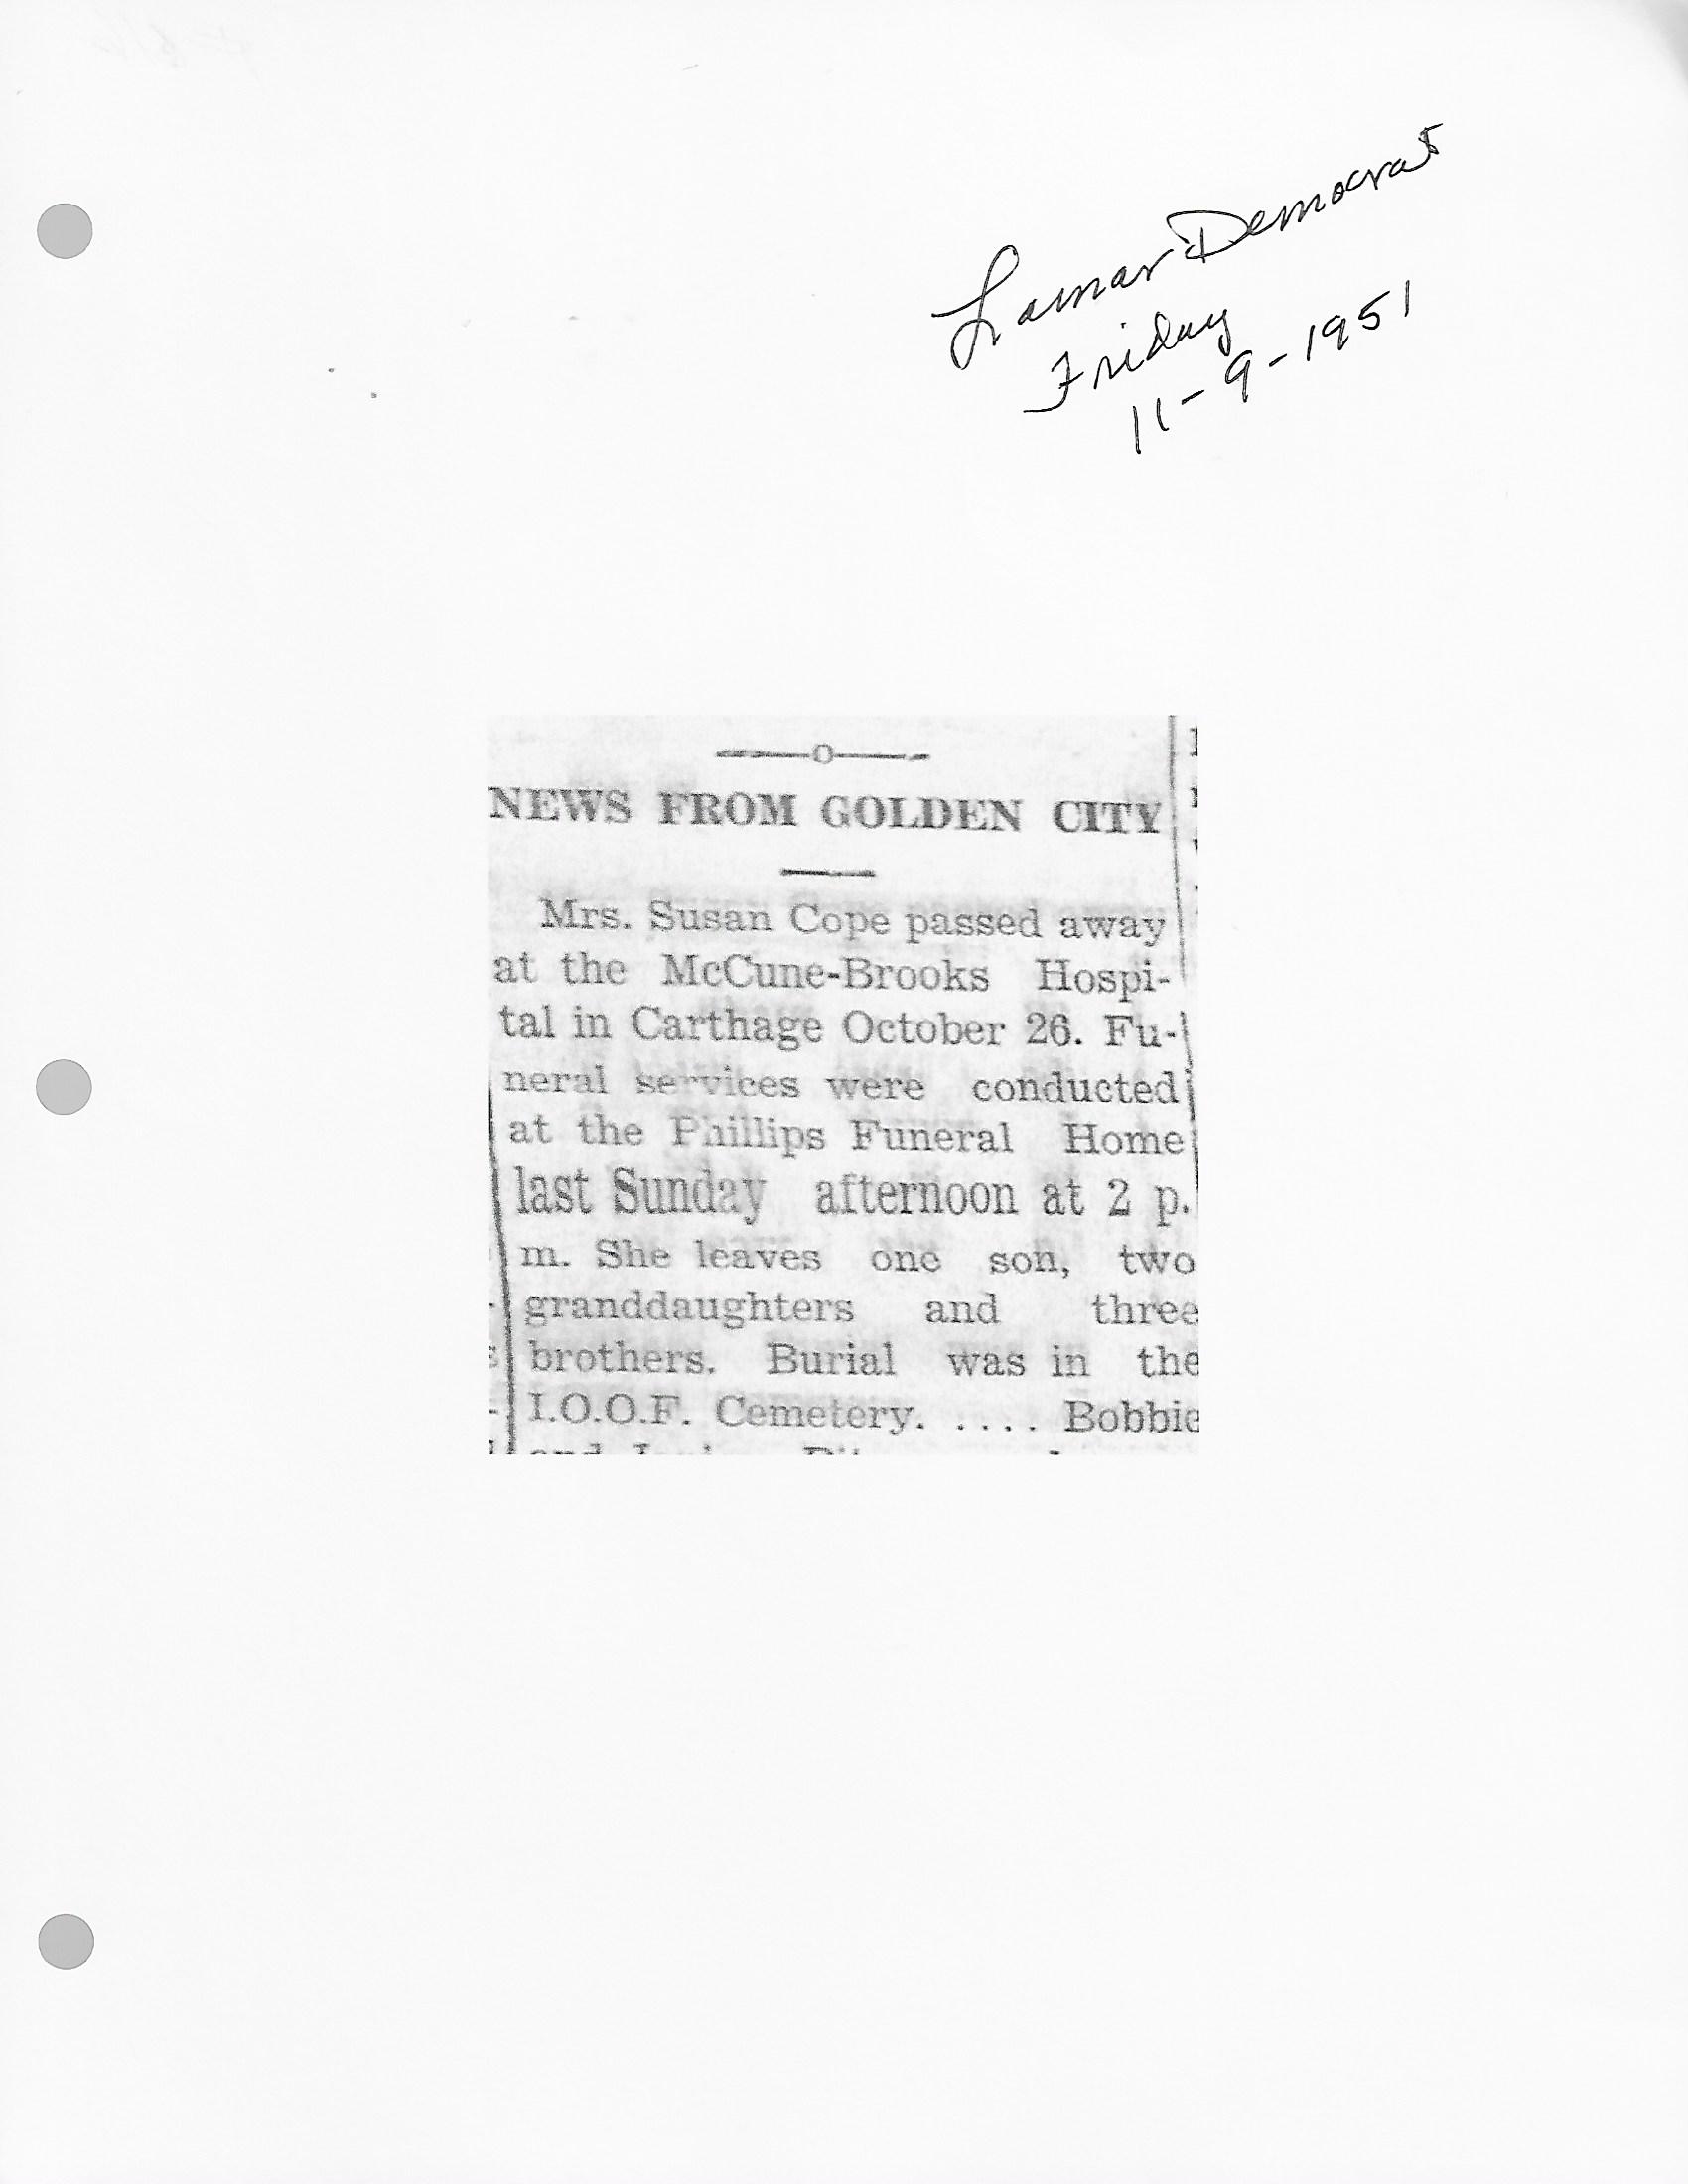 Lamar Democrat
Friday
11-9-1951
NEWS FROM GOLDEN CITY
Mrs. Susan Cope passed away
at the McCune-Brooks Hospi-
tal in Carthage October 26. Fu-
neral services were conducted
at the Phillips Funeral Home
last Sunday afternoon at 2 p.
m. She leaves one son, two
granddaughters and three
brothers. Burial was in the
I.O.O.F. Cemetery. .... Bobbie
and